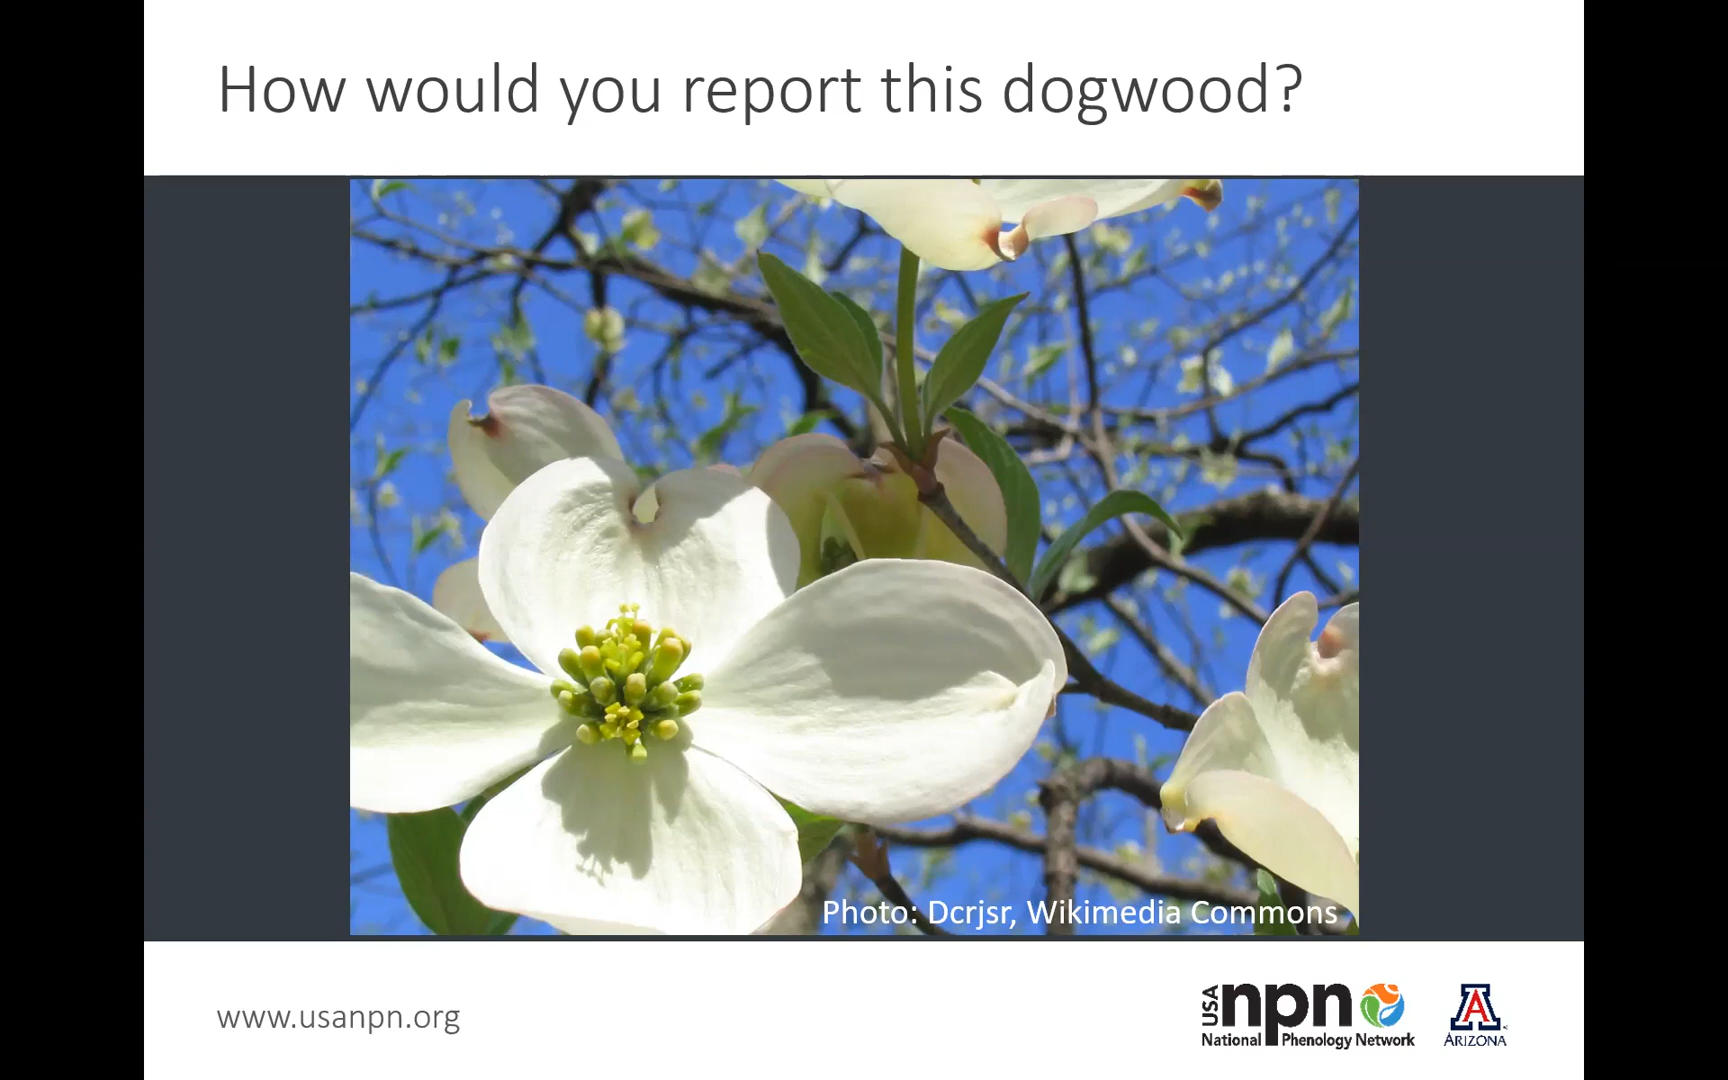 How would you report this dogwood?
Photo: Dcrjsr, Wikimedia Commons
www.usanpn.org
USA npn
National Phenology Network
A
ARIZONA